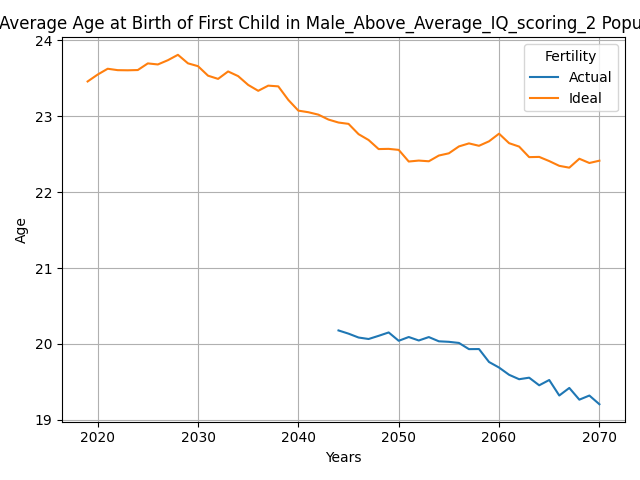 Average Age at Birth of First Child in Male_Above_Average_IQ_scoring_2 Popu
24
23
22
21
20
19
Age
Fertility
Actual
Ideal
2020 2030 2040 2050 2060 2070
Years